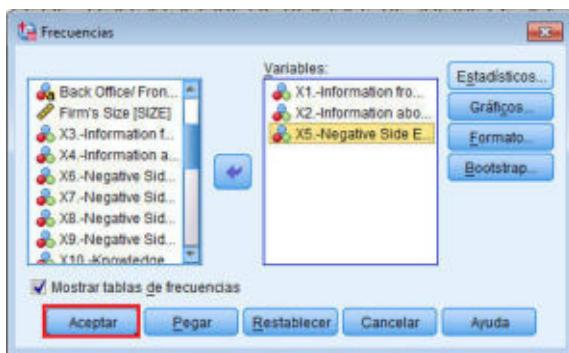 Frecuencias
Variables:
Back Office/ Fron...
Firm's Size [SIZE]
X3.-Information f...
X4.-Information a...
X6.-Negative Sid...
X7.-Negative Sid...
X8.-Negative Sid...
X9.-Negative Sid...
X10.-Knowledge
X1.-Information fro...
X2.-Information abo...
X5.-Negative Side E...
Estadísticos...
Gráficos...
Formato...
Bootstrap...
Mostrar tablas de frecuencias
Aceptar
Pegar
Restablecer
Cancelar
Ayuda